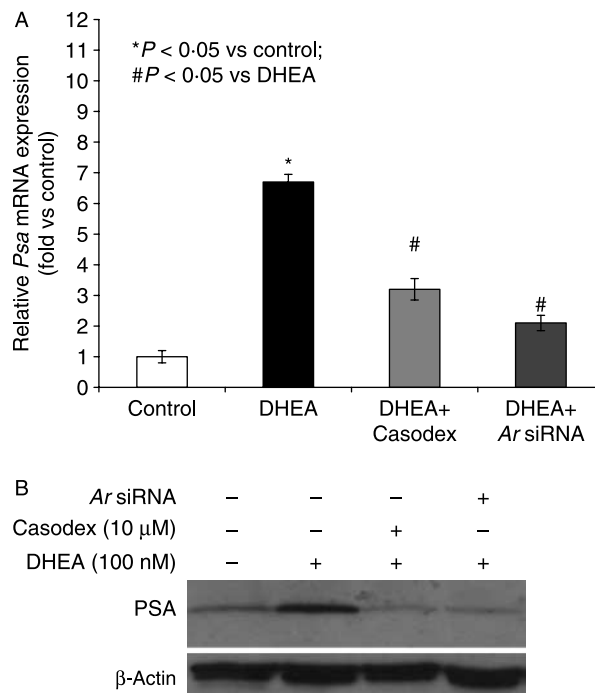 A
*P < 0·05 vs control;
#P < 0·05 vs DHEA
Relative Psa mRNA expression
(fold vs control)
12
11
10
9
8
7
6
5
4
3
2
1
0
*
#
#
Control
DHEA
DHEA+
Casodex
DHEA+
Ar siRNA
B
Ar siRNA – – – +
Casodex (10 μM) – – + –
DHEA (100 nM) – + + +
PSA
β-Actin